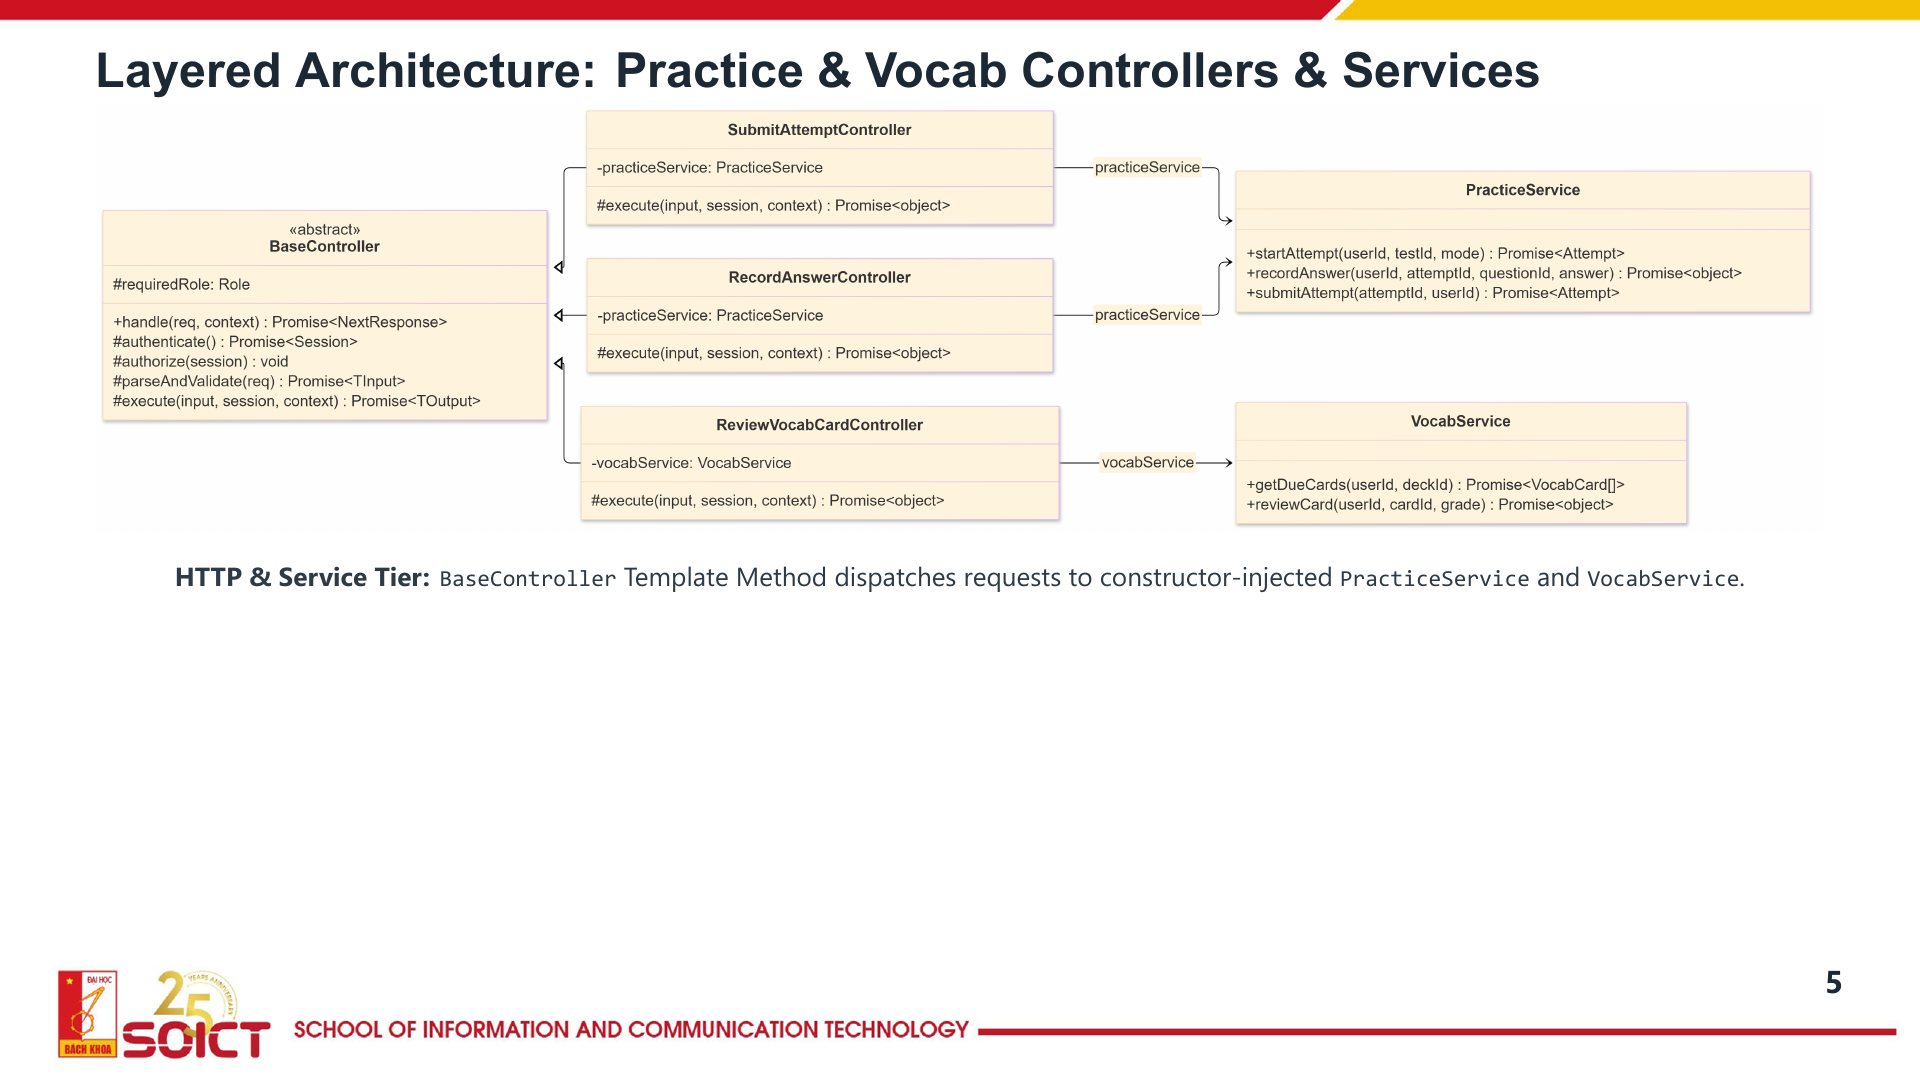 Layered Architecture: Practice & Vocab Controllers & Services
«abstract»
BaseController
#requiredRole: Role
+handle(req, context) : Promise<NextResponse>
#authenticate() : Promise<Session>
#authorize(session) : void
#parseAndValidate(req) : Promise<TInput>
#execute(input, session, context) : Promise<TOutput>
SubmitAttemptController
-practiceService: PracticeService
#execute(input, session, context) : Promise<object>
RecordAnswerController
-practiceService: PracticeService
#execute(input, session, context) : Promise<object>
ReviewVocabCardController
-vocabService: VocabService
#execute(input, session, context) : Promise<object>
practiceService
practiceService
vocabService
PracticeService
+startAttempt(userId, testId, mode) : Promise<Attempt>
+recordAnswer(userId, attemptId, questionId, answer) : Promise<object>
+submitAttempt(attemptId, userId) : Promise<Attempt>
VocabService
+getDueCards(userId, deckId) : Promise<VocabCard[]>
+reviewCard(userId, cardId, grade) : Promise<object>
HTTP & Service Tier: BaseController Template Method dispatches requests to constructor-injected PracticeService and VocabService.
5
ĐẠI HỌC
BÁCH KHOA
25
YEARS ANNIVERSARY
SOICT
SCHOOL OF INFORMATION AND COMMUNICATION TECHNOLOGY